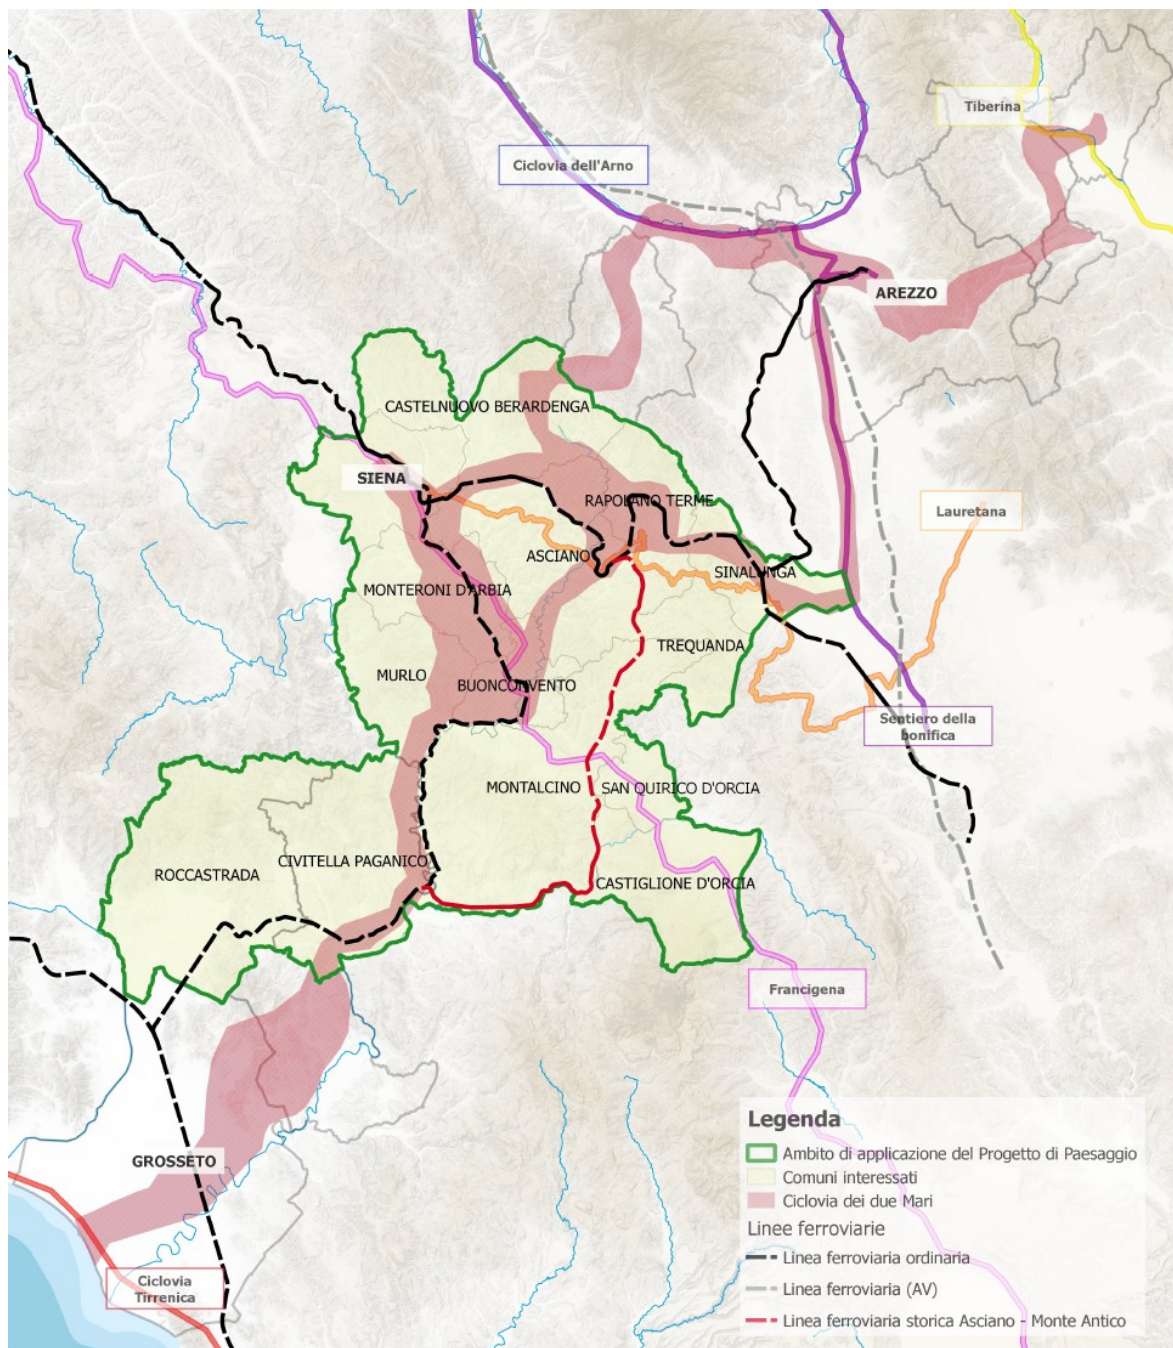 Tiberina
Ciclovia dell'Arno
AREZZO
CASTELNUOVO BERARDENGA
SIENA
RAPOLANO TERME
Lauretana
ASCIANO
SINALUNGA
MONTERONI D'ARBIA
TREQUANDA
MURLO
BUONCONVENTO
Sentiero della
bonifica
MONTALCINO
SAN QUIRICO D'ORCIA
CIVITELLA PAGANICO
ROCCASTRADA
CASTIGLIONE D'ORCIA
Francigena
GROSSETO
Ciclovia
Tirrenica
Legenda
Ambito di applicazione del Progetto di Paesaggio
Comuni interessati
Ciclovia dei due Mari
Linee ferroviarie
Linea ferroviaria ordinaria
Linea ferroviaria (AV)
Linea ferroviaria storica Asciano - Monte Antico